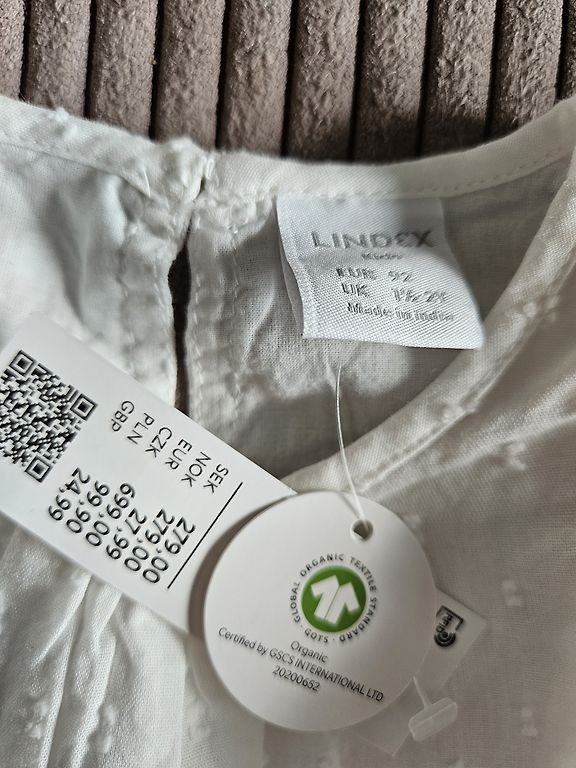 LINDEX
Kids
EUR 92
UK 1½-2Y
Made in India
SEK 279,00
NOK 279,00
EUR 27,99
CZK 699,00
PLN 99,90
GBP 24,99
GLOBAL ORGANIC TEXTILE STANDARD · GOTS ·
Organic
Certified by GSCS INTERNATIONAL LTD
20200652